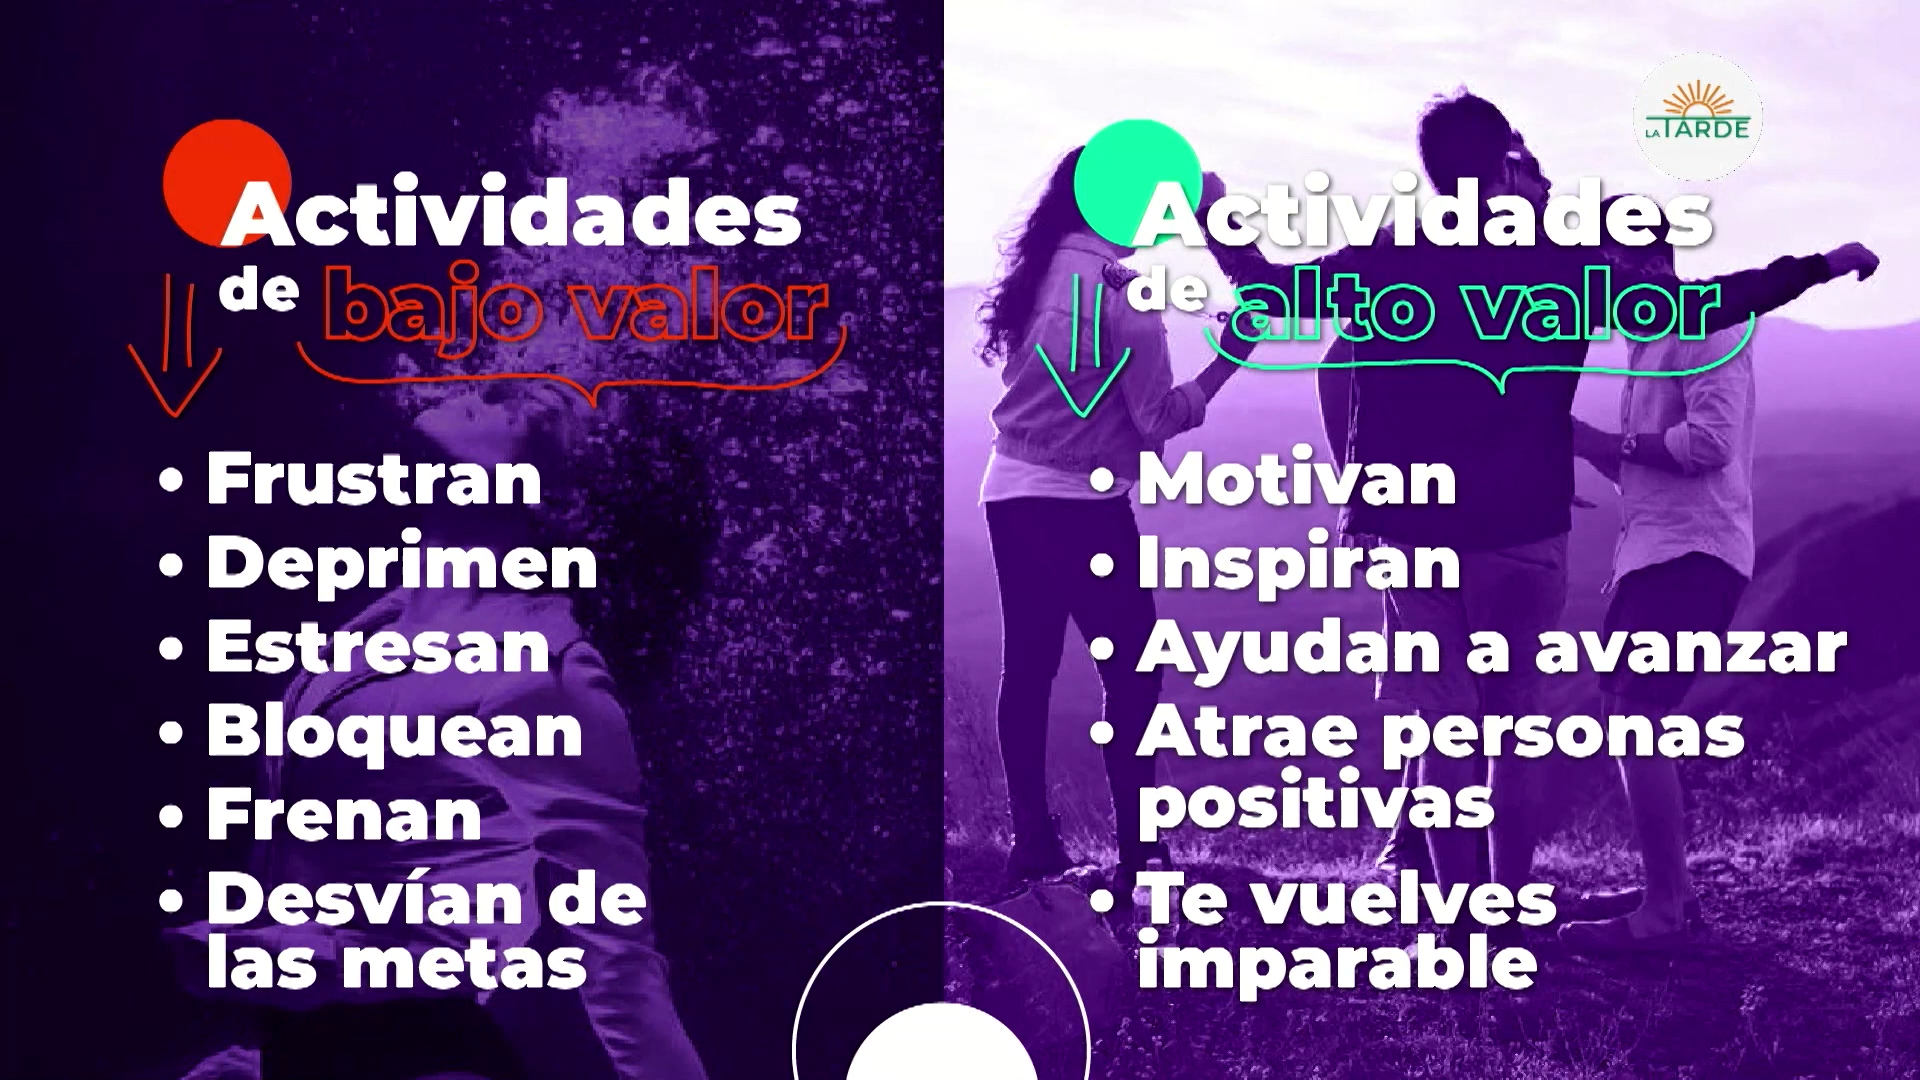 Actividades
de bajo valor
• Frustran
• Deprimen
• Estresan
• Bloquean
• Frenan
• Desvían de
las metas
LA TARDE
Actividades
de alto valor
• Motivan
• Inspiran
• Ayudan a avanzar
• Atrae personas
positivas
• Te vuelves
imparable